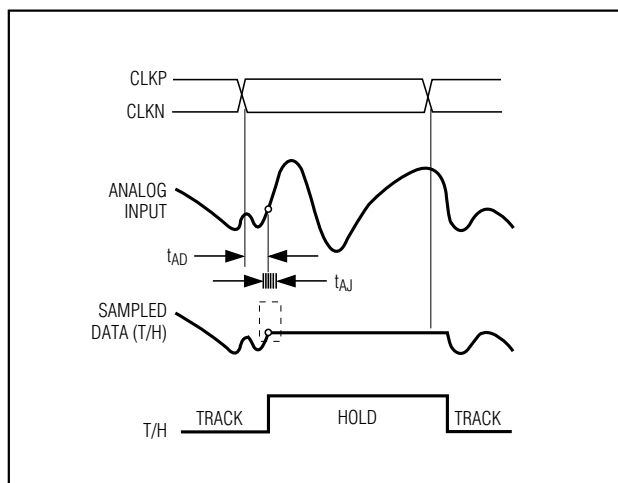 CLKP
CLKN
ANALOG
INPUT
tAD
tAJ
SAMPLED
DATA (T/H)
T/H
TRACK
HOLD
TRACK